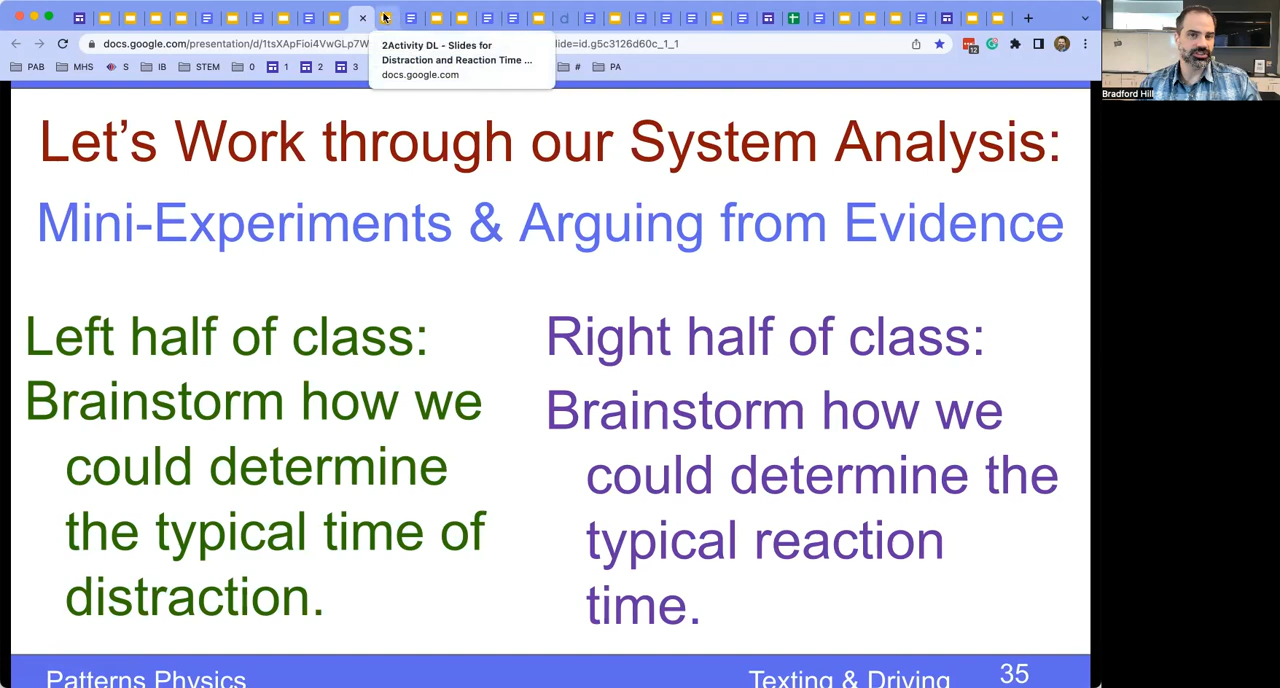 docs.google.com/presentation/d/1tsXApFioi4VwGLp7W
lide=id.g5c3126d60c_1_1
12
PAB
MHS
S
IB
STEM
0
1
2
3
#
PA
2Activity DL - Slides for
Distraction and Reaction Time ...
docs.google.com
Bradford Hill
Let's Work through our System Analysis:
Mini-Experiments & Arguing from Evidence
Left half of class:
Brainstorm how we
could determine
the typical time of
distraction.
Right half of class:
Brainstorm how we
could determine the
typical reaction
time.
Patterns Physics
Texting & Driving
35